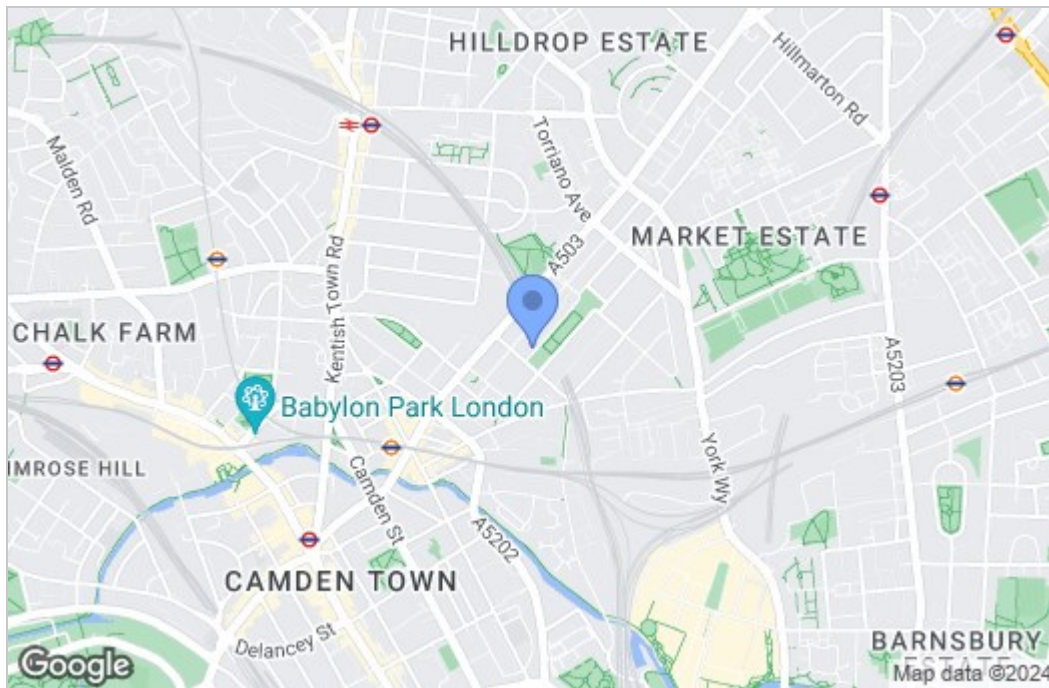 HILLDROP ESTATE
Hillmarton Rd
Malden Rd
Torriano Ave
MARKET ESTATE
A503
Kentish Town Rd
CHALK FARM
A5203
Babylon Park London
York Wy
IMROSE HILL
Camden St
A5202
CAMDEN TOWN
Delancey St
BARNSBURY
ESTATE
Google
Map data ©2024